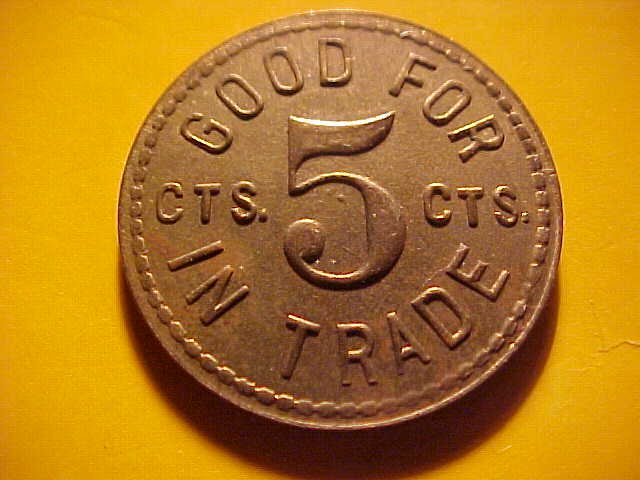 GOOD FOR
CTS. 5 CTS.
IN TRADE